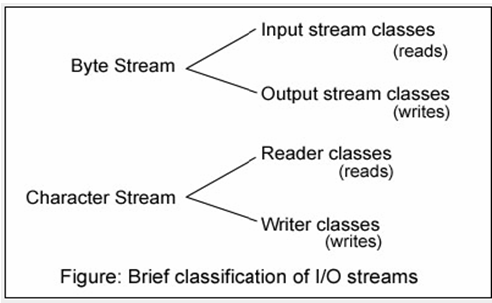 Byte Stream
Input stream classes
(reads)
Output stream classes
(writes)
Character Stream
Reader classes
(reads)
Writer classes
(writes)
Figure: Brief classification of I/O streams